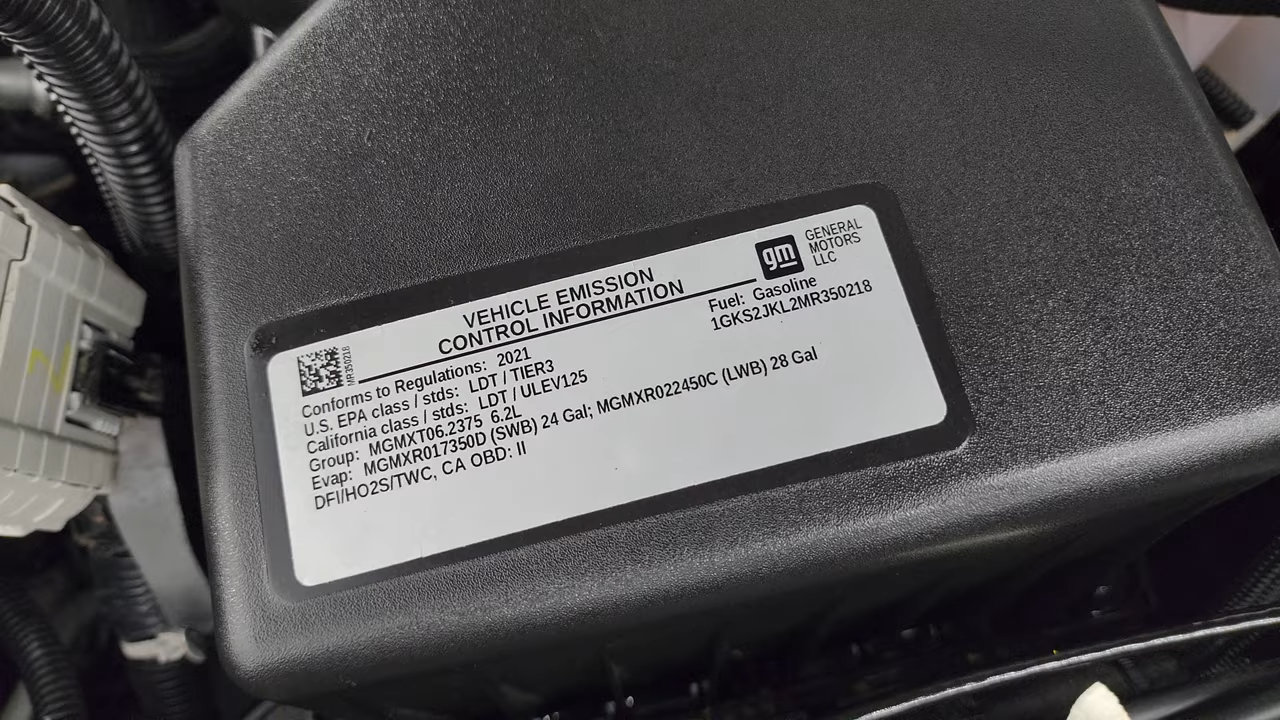 gm
GENERAL
MOTORS
LLC
VEHICLE EMISSION
CONTROL INFORMATION
Fuel: Gasoline
1GKS2JKL2MR350218
MR350218
Conforms to Regulations: 2021
U.S. EPA class / stds: LDT / TIER3
California class / stds: LDT / ULEV125
Group: MGMXT06.2375 6.2L
Evap: MGMXR017350D (SWB) 24 Gal; MGMXR022450C (LWB) 28 Gal
DFI/HO2S/TWC, CA OBD: II
N